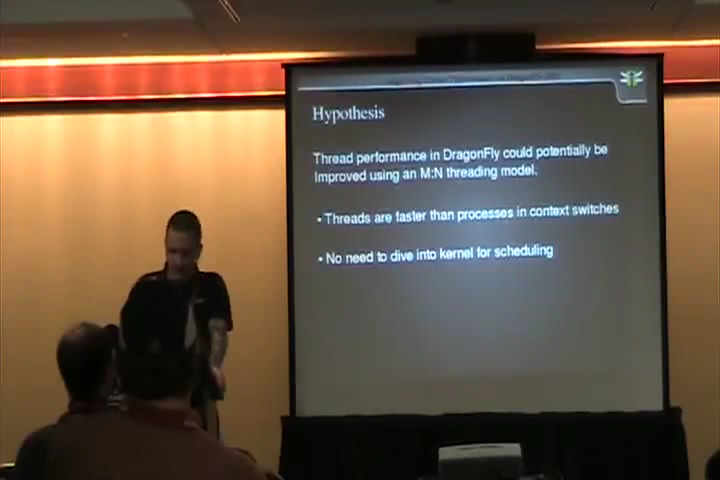 Hypothesis
Thread performance in DragonFly could potentially be
Improved using an M:N threading model.
• Threads are faster than processes in context switches
• No need to dive into kernel for scheduling